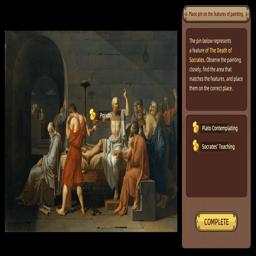 Place pin on the features of painting
The pin below represents
a feature of The Death of
Socrates. Observe the painting
closely, find the area that
matches the features, and place
them on the correct place.
Plato Contemplating
Socrates' Teaching
COMPLETE